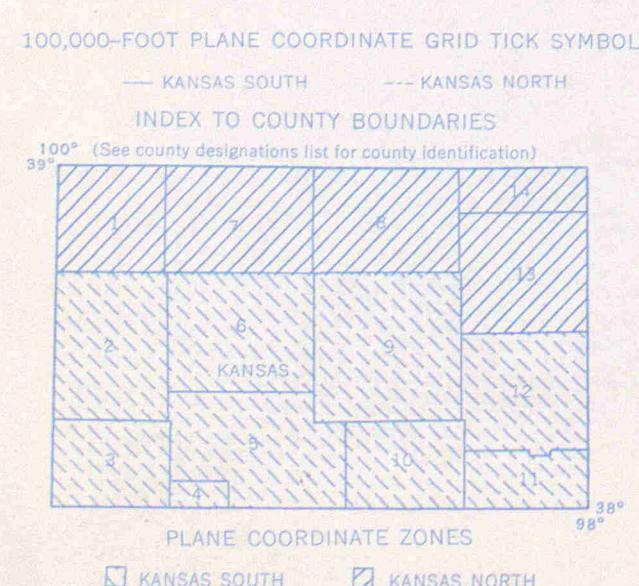 100,000-FOOT PLANE COORDINATE GRID TICK SYMBOL
KANSAS SOUTH --- KANSAS NORTH
INDEX TO COUNTY BOUNDARIES
100° (See county designations list for county identification)
39°
1 7 8 14
13
2 6 9
KANSAS
12
3 5 10
4 11
38°
98°
PLANE COORDINATE ZONES
KANSAS SOUTH KANSAS NORTH